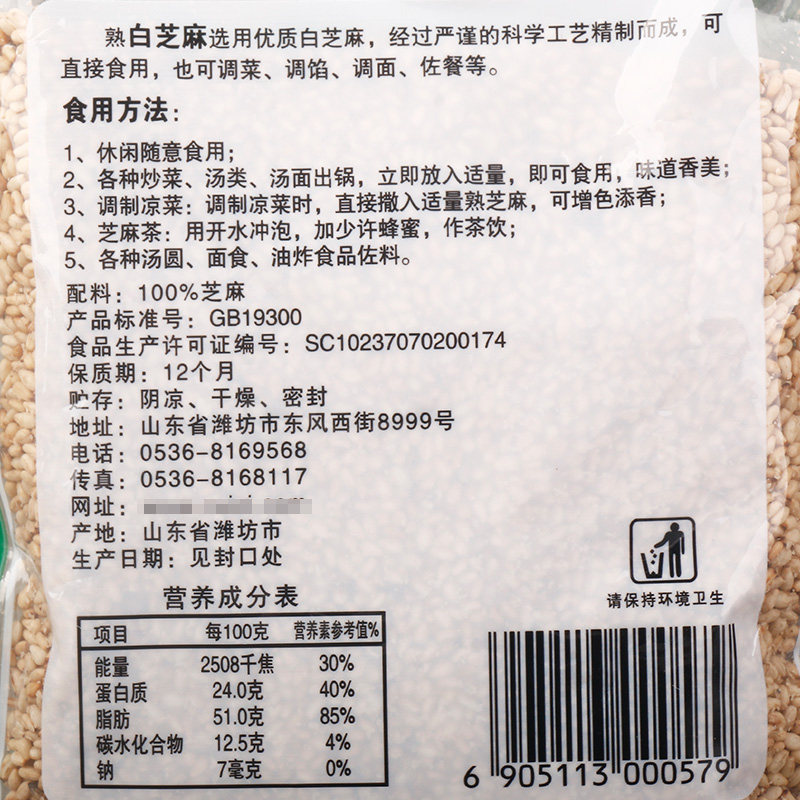 熟白芝麻选用优质白芝麻，经过严谨的科学工艺精制而成，可
直接食用，也可调菜、调馅、调面、佐餐等。
食用方法：
1、休闲随意食用；
2、各种炒菜、汤类、汤面出锅，立即放入适量，即可食用，味道香美；
3、调制凉菜：调制凉菜时，直接撒入适量熟芝麻，可增色添香；
4、芝麻茶：用开水冲泡，加少许蜂蜜，作茶饮；
5、各种汤圆、面食、油炸食品佐料。
配料：100%芝麻
产品标准号：GB19300
食品生产许可证编号：SC10237070200174
保质期：12个月
贮存：阴凉、干燥、密封
地址：山东省潍坊市东风西街8999号
电话：0536-8169568
传真：0536-8168117
网址：
产地：山东省潍坊市
生产日期：见封口处
请保持环境卫生
营养成分表
项目 每100克 营养素参考值%
能量 2508千焦 30%
蛋白质 24.0克 40%
脂肪 51.0克 85%
碳水化合物 12.5克 4%
钠 7毫克 0%
6 905113 000579